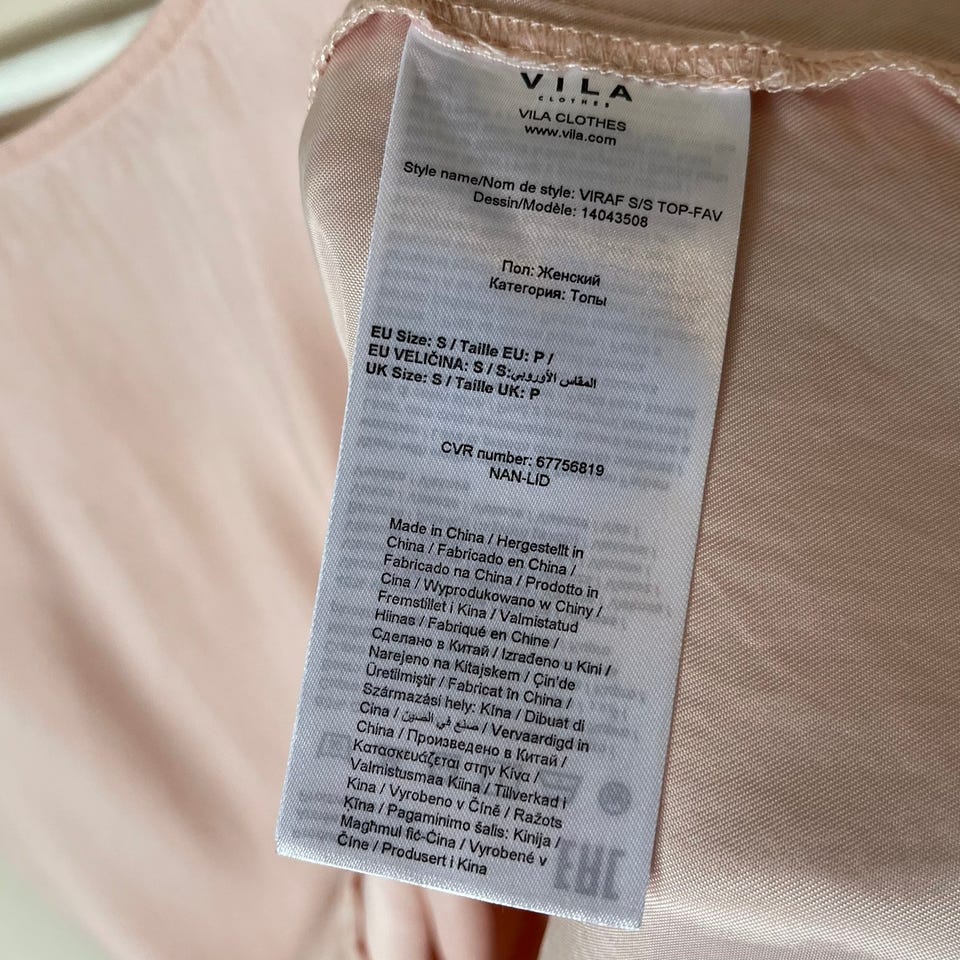 VILA
CLOTHES
VILA CLOTHES
www.vila.com
Style name/Nom de style: VIRAF S/S TOP-FAV
Dessin/Modèle: 14043508
Пол: Женский
Категория: Топы
EU Size: S / Taille EU: P /
EU VELIČINA: S / S:المقاس الأوروبي
UK Size: S / Taille UK: P
CVR number: 67756819
NAN-LID
Made in China / Hergestellt in
China / Fabricado en China /
Fabricado na China / Prodotto in
Cina / Wyprodukowano w Chiny /
Fremstillet i Kina / Valmistatud
Hiinas / Fabriqué en Chine /
Сделано в Китай / Izrađeno u Kini /
Narejeno na Kitajskem / Çin'de
Üretilmiştir / Fabricat în China /
Származási hely: Kína / Dibuat di
Cina / صنع في الصين / Vervaardigd in
China / Произведено в Китай /
Κατασκευάζεται στην Κίνα /
Valmistusmaa Kiina / Tillverkad i
Kina / Vyrobeno v Číně / Ražots
Ķīna / Pagaminimo šalis: Kinija /
Magħmul fiċ-Ċina / Vyrobené v
Číne / Produsert i Kina